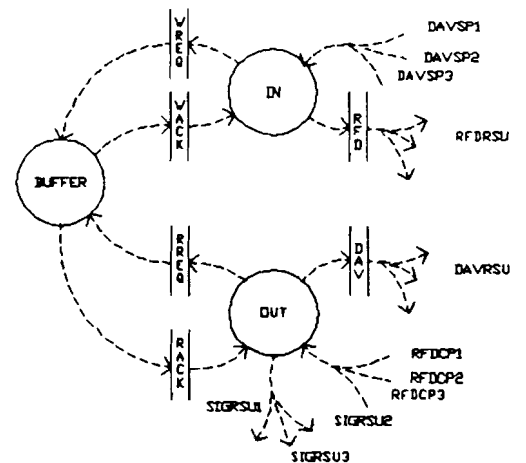 WREQ
DAVSP1
DAVSP2
DAVSP3
IN
WACK
RFD
RFDRSU
BUFFER
RREQ
DAV
DAVRSU
OUT
RACK
RFDCP1
RFDCP2
RFDCP3
SIGRSU1
SIGRSU2
SIGRSU3